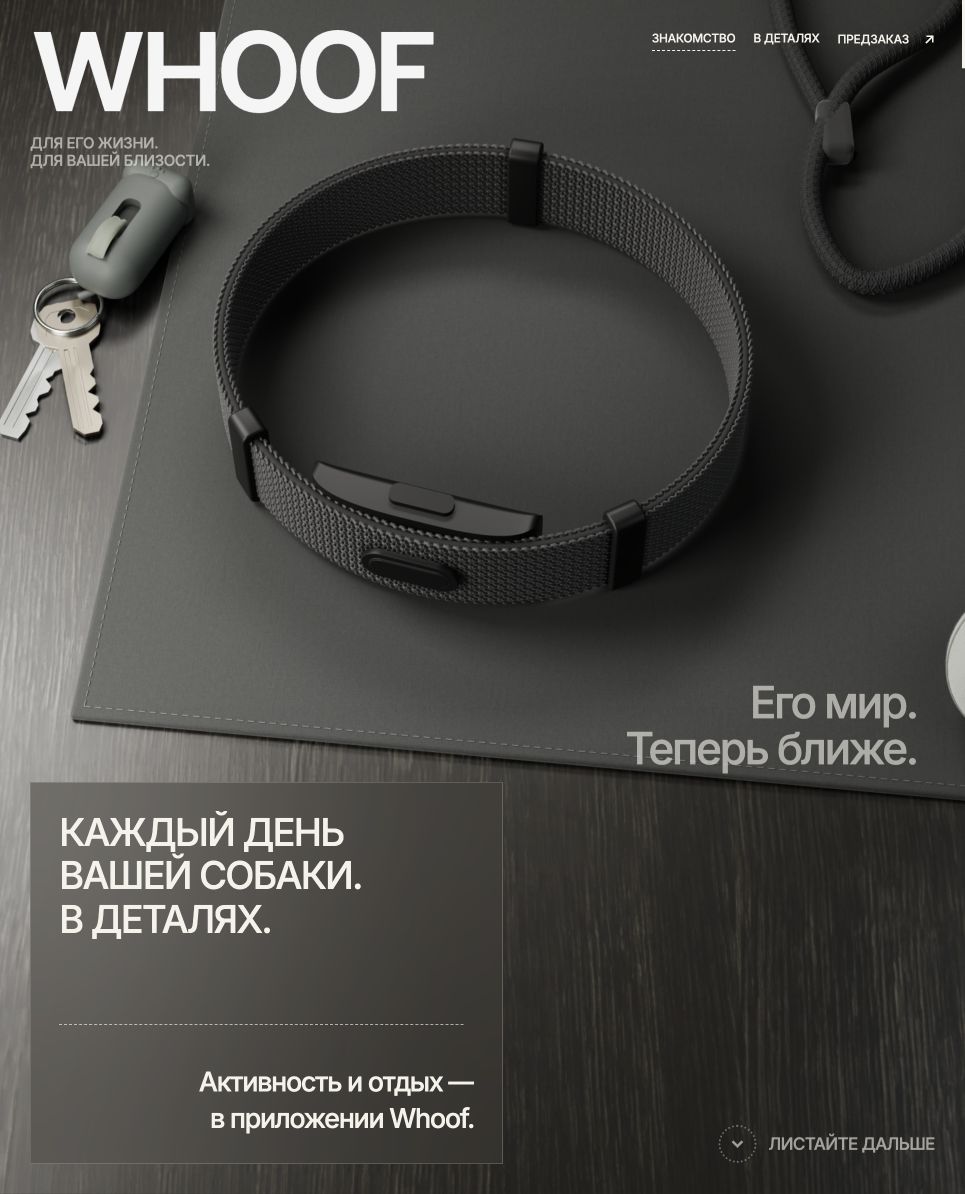 WHOOF
ЗНАКОМСТВО
В ДЕТАЛЯХ
ПРЕДЗАКАЗ
ДЛЯ ЕГО ЖИЗНИ.
ДЛЯ ВАШЕЙ БЛИЗОСТИ.
Его мир.
Теперь ближе.
КАЖДЫЙ ДЕНЬ
ВАШЕЙ СОБАКИ.
В ДЕТАЛЯХ.
Активность и отдых —
в приложении Whoof.
ЛИСТАЙТЕ ДАЛЬШЕ